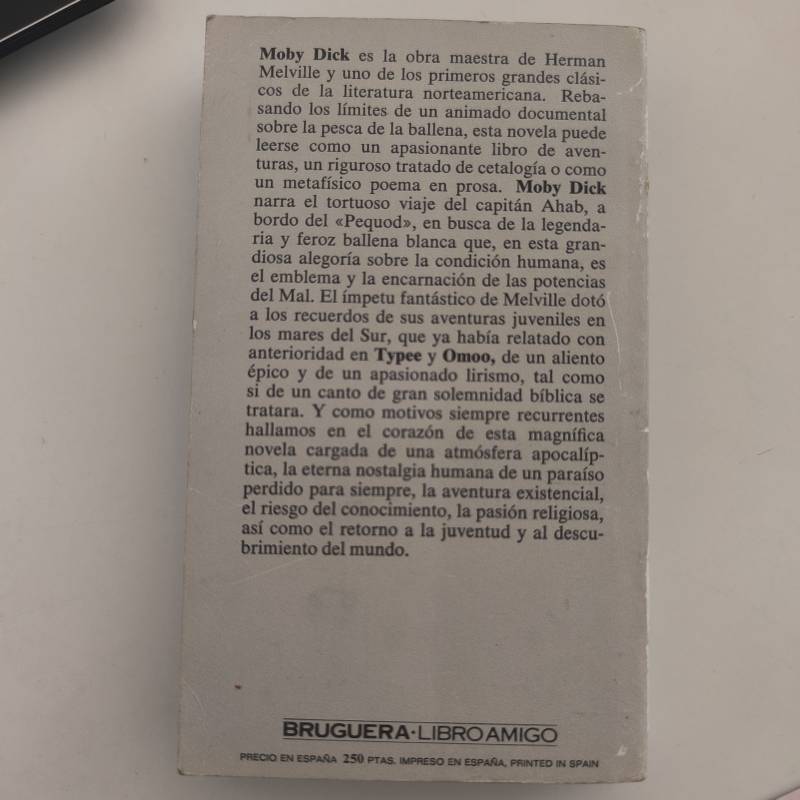 Moby Dick es la obra maestra de Herman
Melville y uno de los primeros grandes clási-
cos de la literatura norteamericana. Reba-
sando los límites de un animado documental
sobre la pesca de la ballena, esta novela puede
leerse como un apasionante libro de aven-
turas, un riguroso tratado de cetalogía o como
un metafísico poema en prosa. Moby Dick
narra el tortuoso viaje del capitán Ahab, a
bordo del «Pequod», en busca de la legenda-
ria y feroz ballena blanca que, en esta gran-
diosa alegoría sobre la condición humana, es
el emblema y la encarnación de las potencias
del Mal. El ímpetu fantástico de Melville dotó
a los recuerdos de sus aventuras juveniles en
los mares del Sur, que ya había relatado con
anterioridad en Typee y Omoo, de un aliento
épico y de un apasionado lirismo, tal como
si de un canto de gran solemnidad bíblica se
tratara. Y como motivos siempre recurrentes
hallamos en el corazón de esta magnífica
novela cargada de una atmósfera apocalíp-
tica, la eterna nostalgia humana de un paraíso
perdido para siempre, la aventura existencial,
el riesgo del conocimiento, la pasión religiosa,
así como el retorno a la juventud y al descu-
brimiento del mundo.
BRUGUERA·LIBRO AMIGO
PRECIO EN ESPAÑA 250 PTAS. IMPRESO EN ESPAÑA, PRINTED IN SPAIN